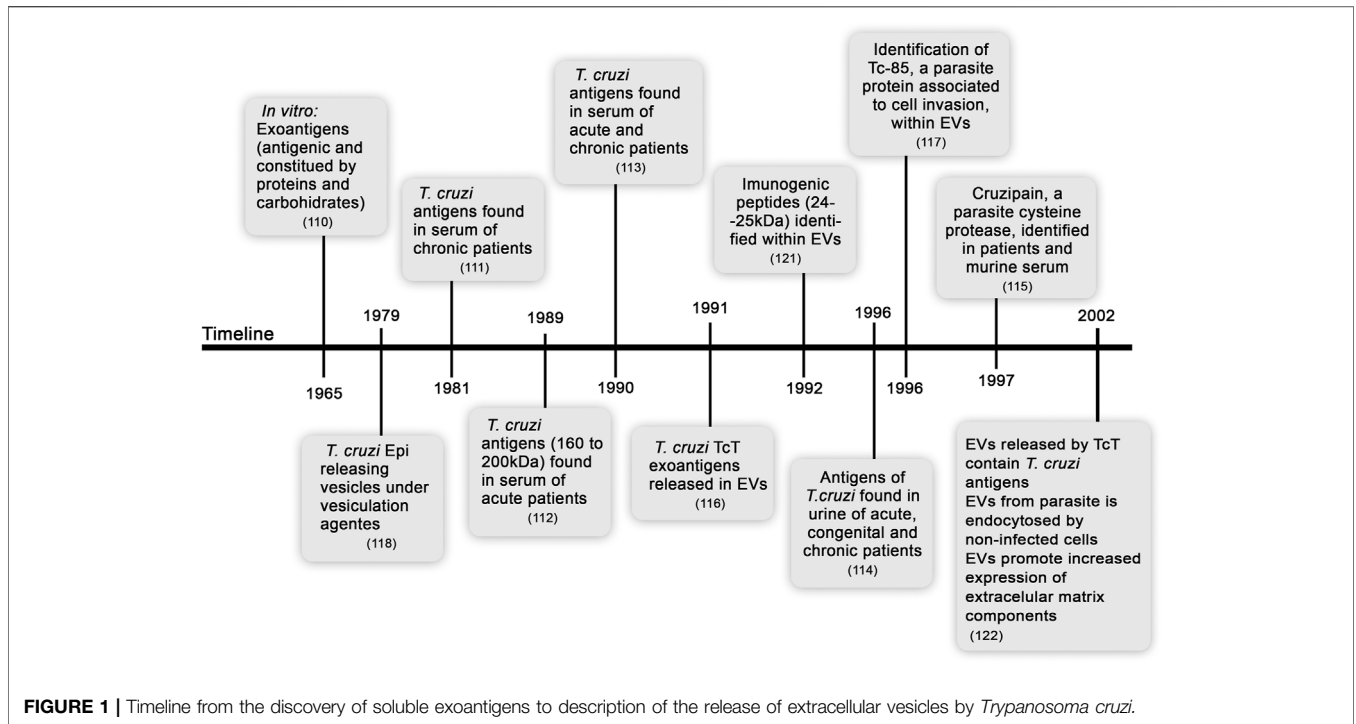 In vitro:
Exoantigens
(antigenic and
constitued by
proteins and
carbohidrates)
(110)
T. cruzi
antigens found
in serum of
chronic patients
(111)
T. cruzi
antigens found
in serum of
acute and
chronic patients
(113)
Imunogenic
peptides (24-
-25kDa) identi-
fied within EVs
(121)
Identification of
Tc-85, a parasite
protein associated
to cell invasion,
within EVs
(117)
Cruzipain, a
parasite cysteine
protease, identified
in patients and
murine serum
(115)
Timeline
1979
1989
1991
1996
2002
1965
1981
1990
1992
1996
1997
T. cruzi Epi
releasing
vesicles under
vesiculation
agentes
(118)
T. cruzi
antigens (160 to
200kDa) found
in serum of
acute patients
(112)
T. cruzi TcT
exoantigens
released in EVs
(116)
Antigens of
T.cruzi found in
urine of acute,
congenital and
chronic patients
(114)
EVs released by TcT
contain T. cruzi
antigens
EVs from parasite is
endocytosed by
non-infected cells
EVs promote increased
expression of
extracelular matrix
components
(122)
FIGURE 1 | Timeline from the discovery of soluble exoantigens to description of the release of extracellular vesicles by Trypanosoma cruzi.